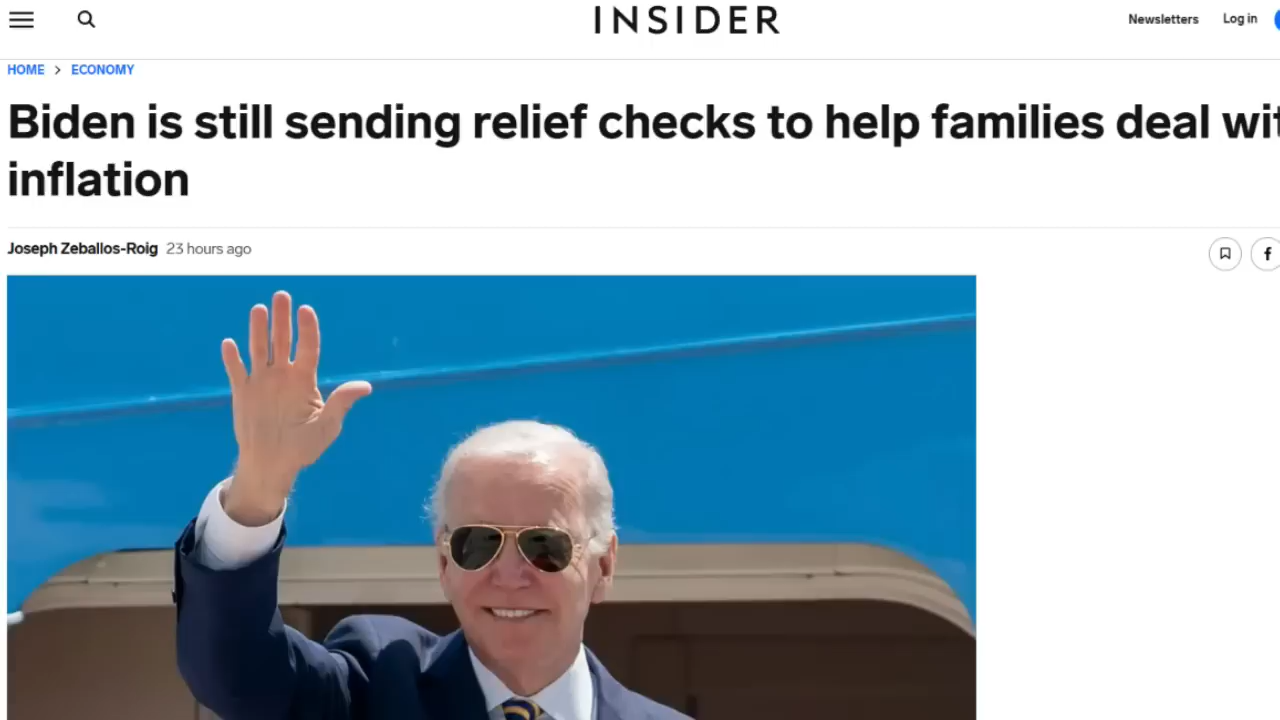 INSIDER
Newsletters Log in
HOME > ECONOMY
Biden is still sending relief checks to help families deal
inflation
Joseph Zeballos-Roig 23 hours ago
f